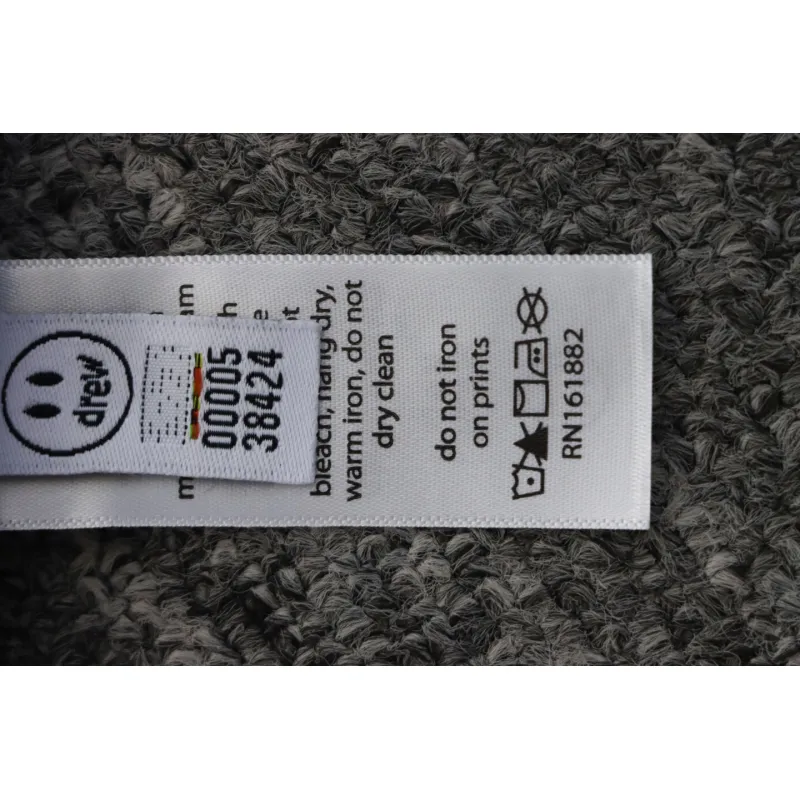 drew
00005
38424
bleach, hang dry,
warm iron, do not
dry clean
do not iron
on prints
RN161882